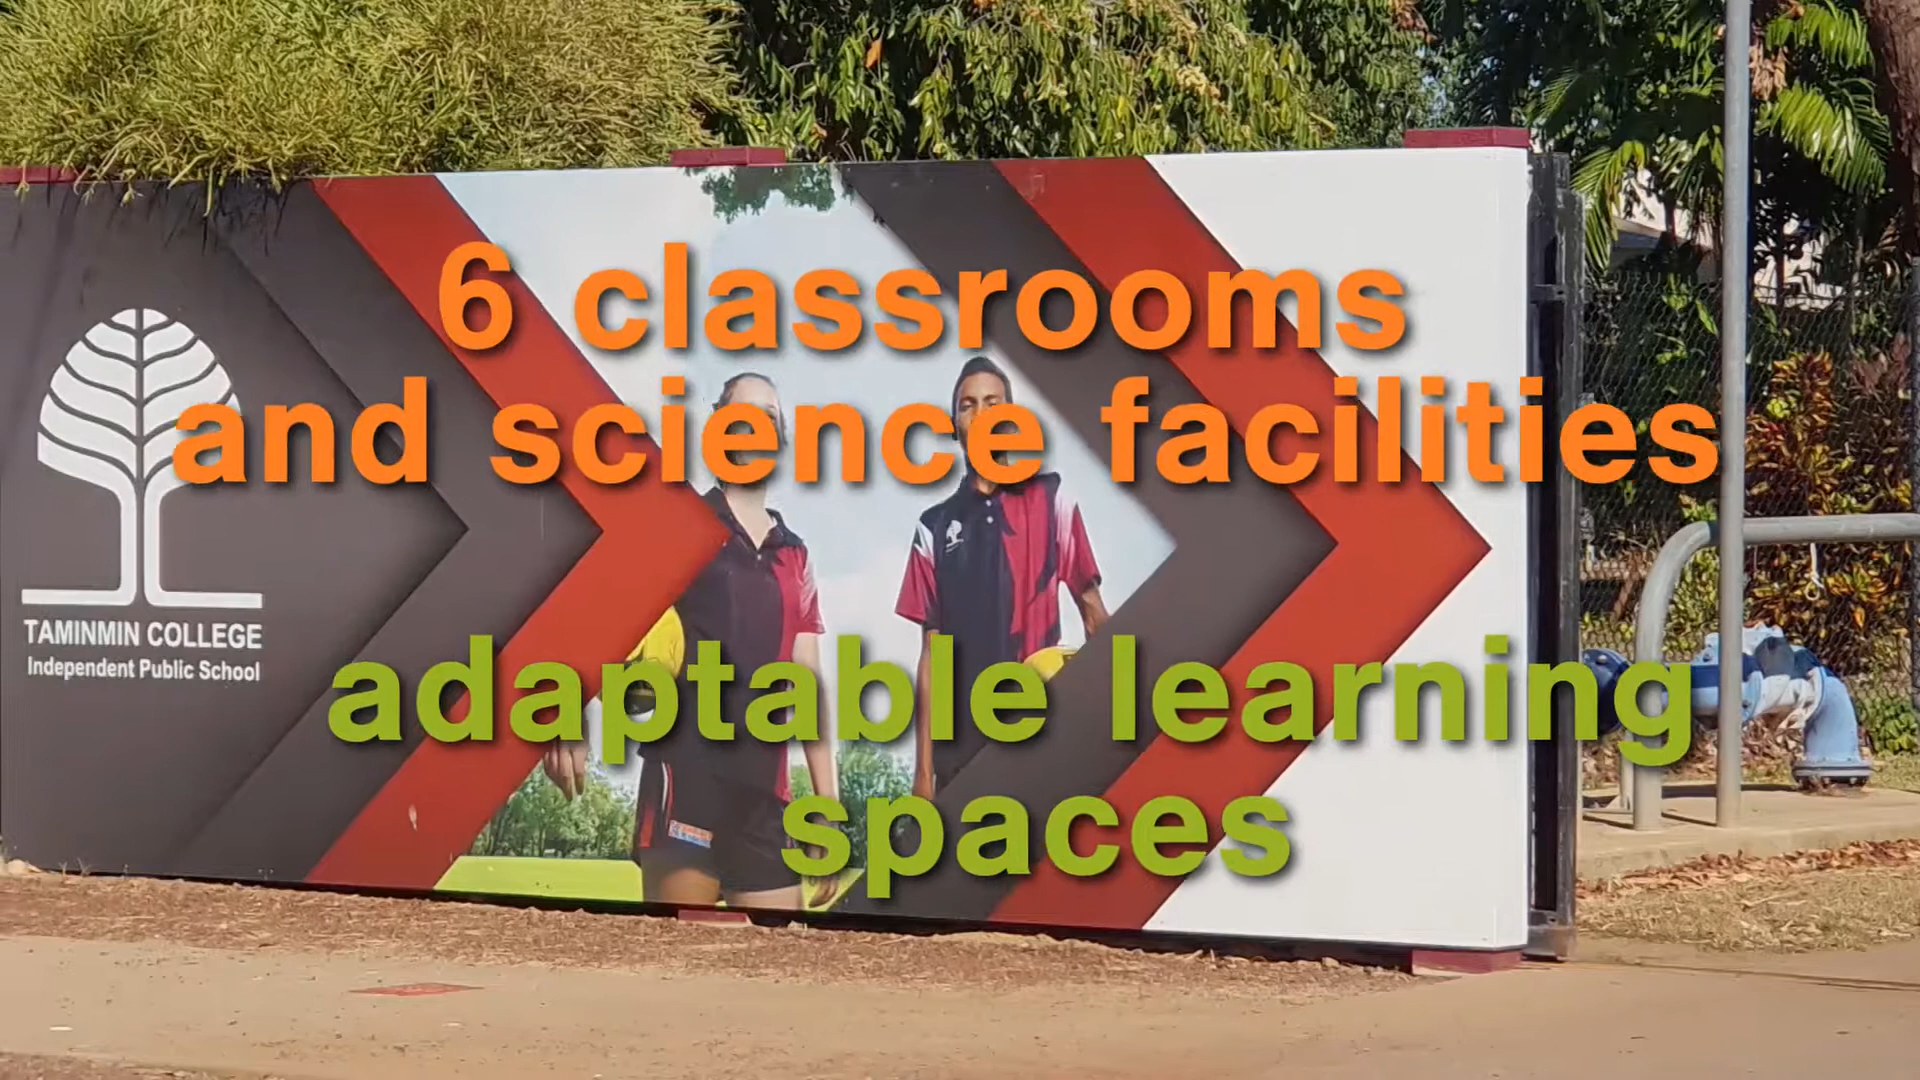 6 classrooms
and science facilities
TAMINMIN COLLEGE
Independent Public School
adaptable learning
spaces